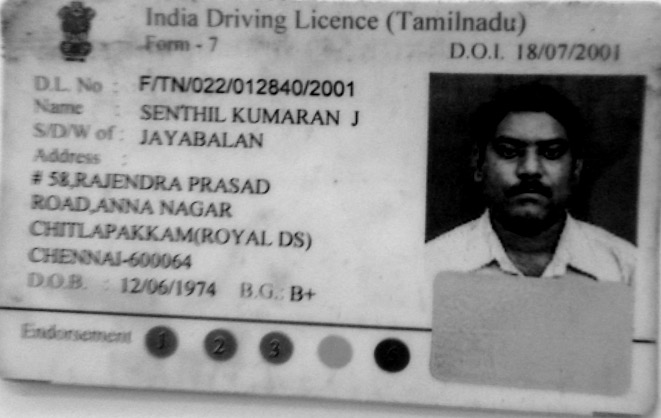 India Driving Licence (Tamilnadu)
Form - 7
D.O.I. 18/07/2001
D.L. No : F/TN/022/012840/2001
Name : SENTHIL KUMARAN J
S/D/W of : JAYABALAN
Address :
# 58,RAJENDRA PRASAD
ROAD,ANNA NAGAR
CHITLAPAKKAM(ROYAL DS)
CHENNAI-600064
D.O.B. : 12/06/1974 B.G.: B+
Endorsement 1 2 3